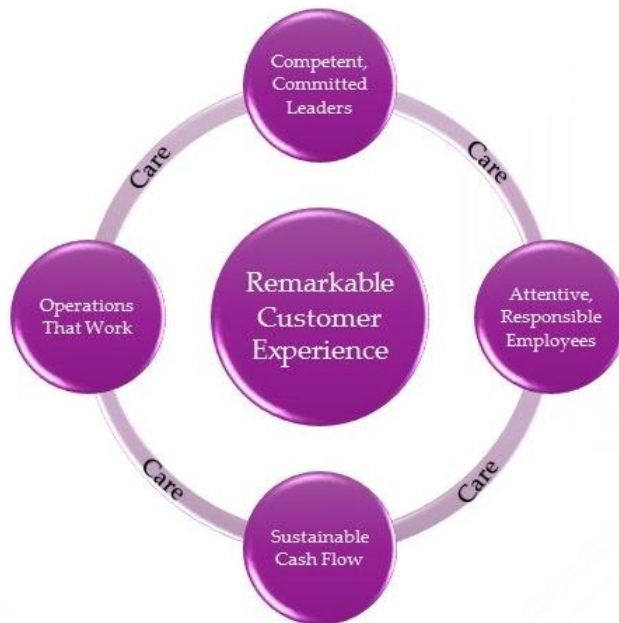 Competent,
Committed
Leaders
Care
Care
Operations
That Work
Remarkable
Customer
Experience
Attentive,
Responsible
Employees
Care
Care
Sustainable
Cash Flow